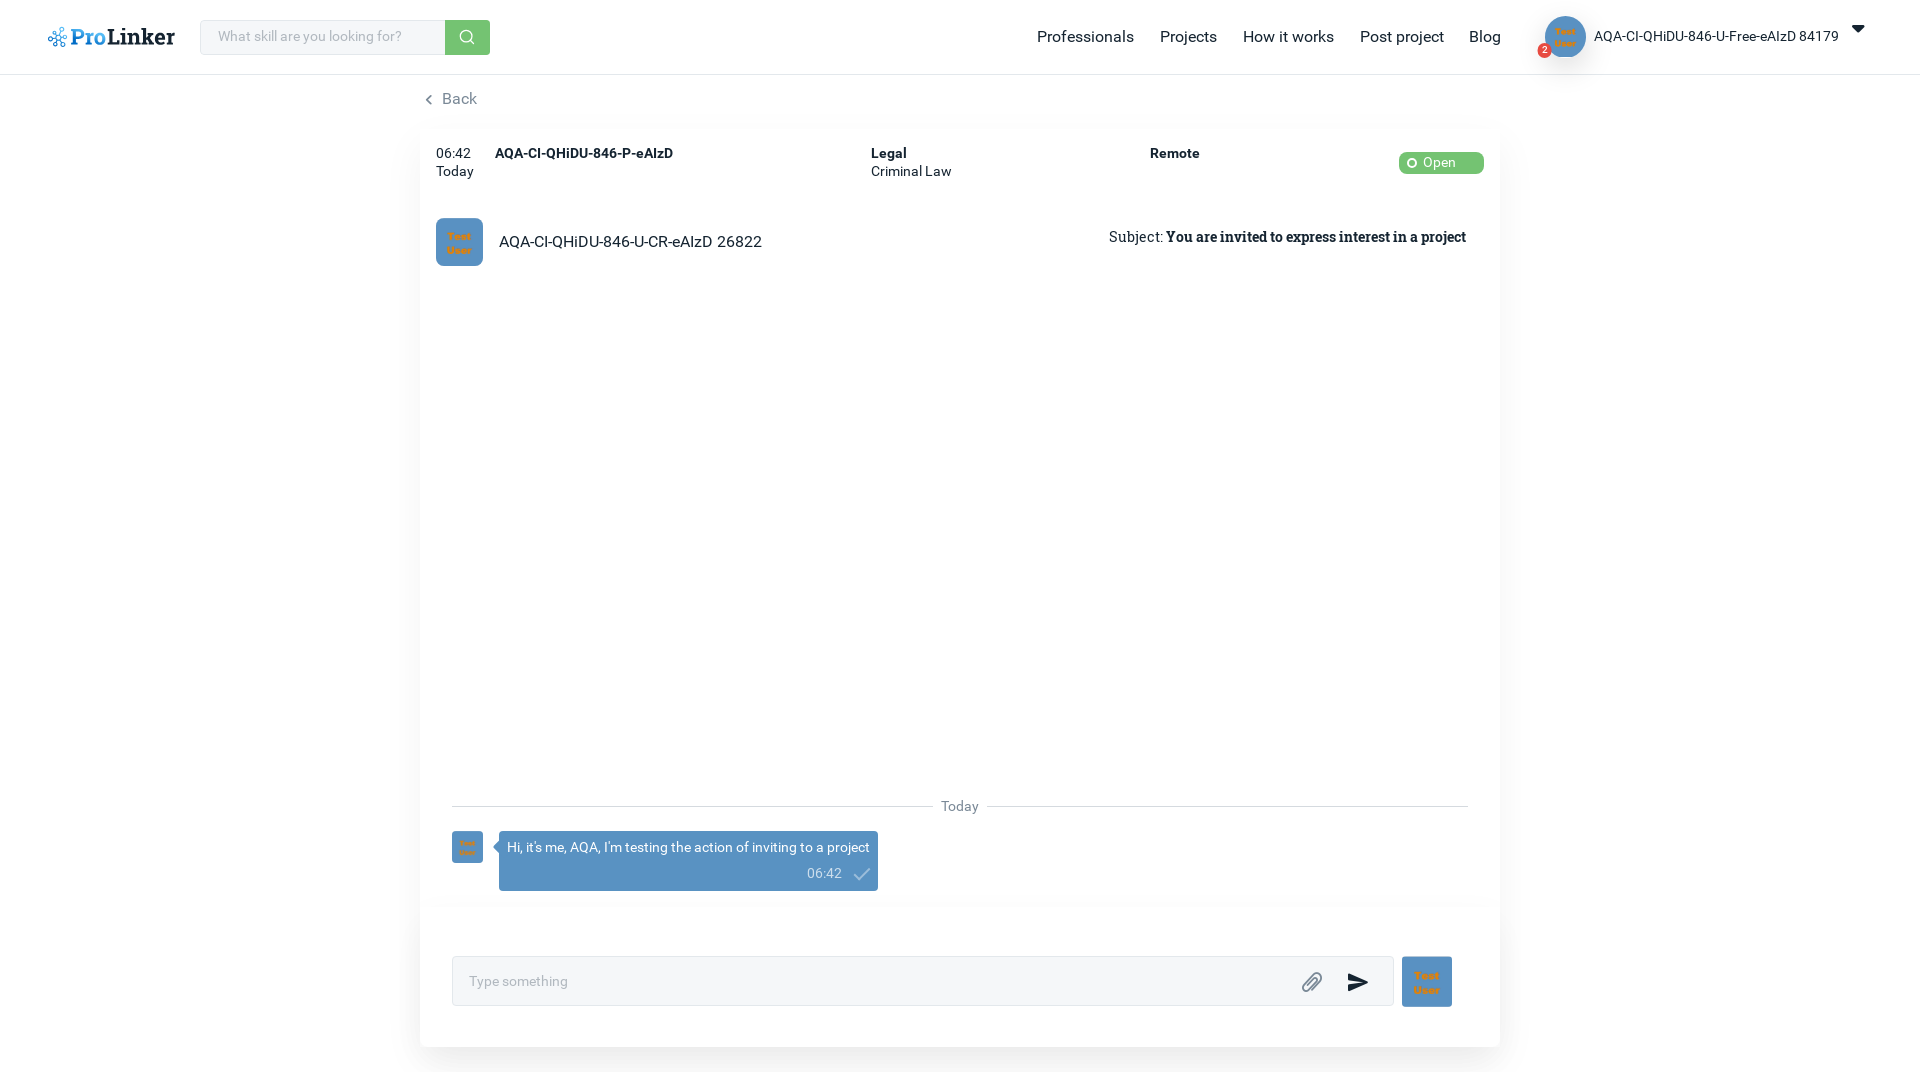 ProLinker
What skill are you looking for?
Professionals
Projects
How it works
Post project
Blog
Test
User
2
AQA-CI-QHiDU-846-U-Free-eAIzD 84179
Back
06:42
Today
AQA-CI-QHiDU-846-P-eAIzD
Legal
Criminal Law
Remote
Open
Test
User
AQA-CI-QHiDU-846-U-CR-eAIzD 26822
Subject: You are invited to express interest in a project
Today
Test
User
Hi, it's me, AQA, I'm testing the action of inviting to a project
06:42
Type something
Test
User